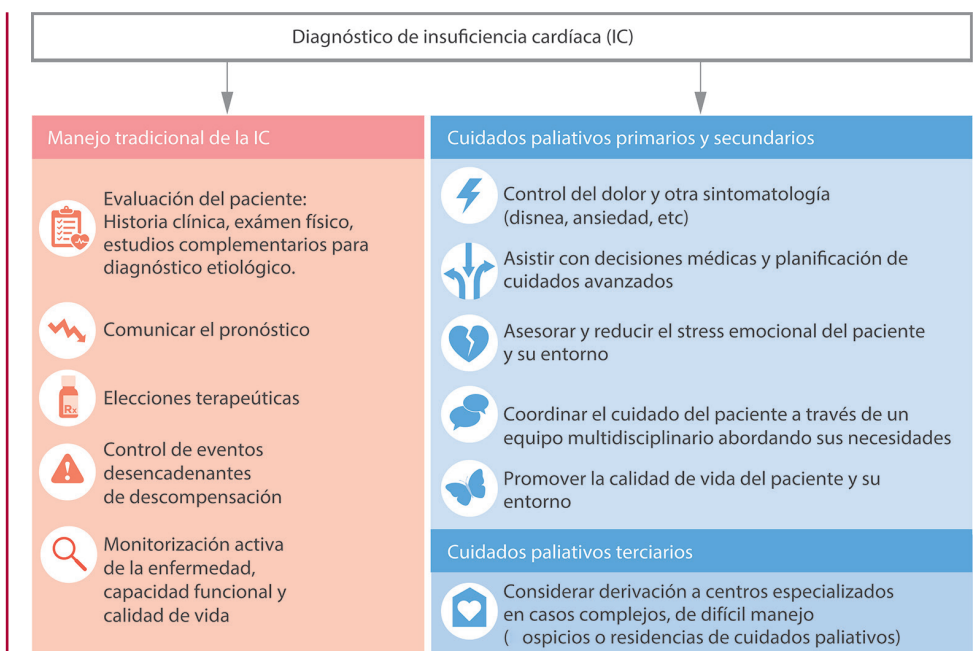 Diagnóstico de insuficiencia cardíaca (IC)
Manejo tradicional de la IC
Evaluación del paciente:
Historia clínica, exámen físico,
estudios complementarios para
diagnóstico etiológico.
Comunicar el pronóstico
Rx
Elecciones terapeúticas
Control de eventos
desencadenantes
de descompensación
Monitorización activa
de la enfermedad,
capacidad funcional y
calidad de vida
Cuidados paliativos primarios y secundarios
Control del dolor y otra sintomatología
(disnea, ansiedad, etc)
Asistir con decisiones médicas y planificación de
cuidados avanzados
Asesorar y reducir el stress emocional del paciente
y su entorno
Coordinar el cuidado del paciente a través de un
equipo multidisciplinario abordando sus necesidades
Promover la calidad de vida del paciente y su
entorno
Cuidados paliativos terciarios
Considerar derivación a centros especializados
en casos complejos, de difícil manejo
( ospicios o residencias de cuidados paliativos)